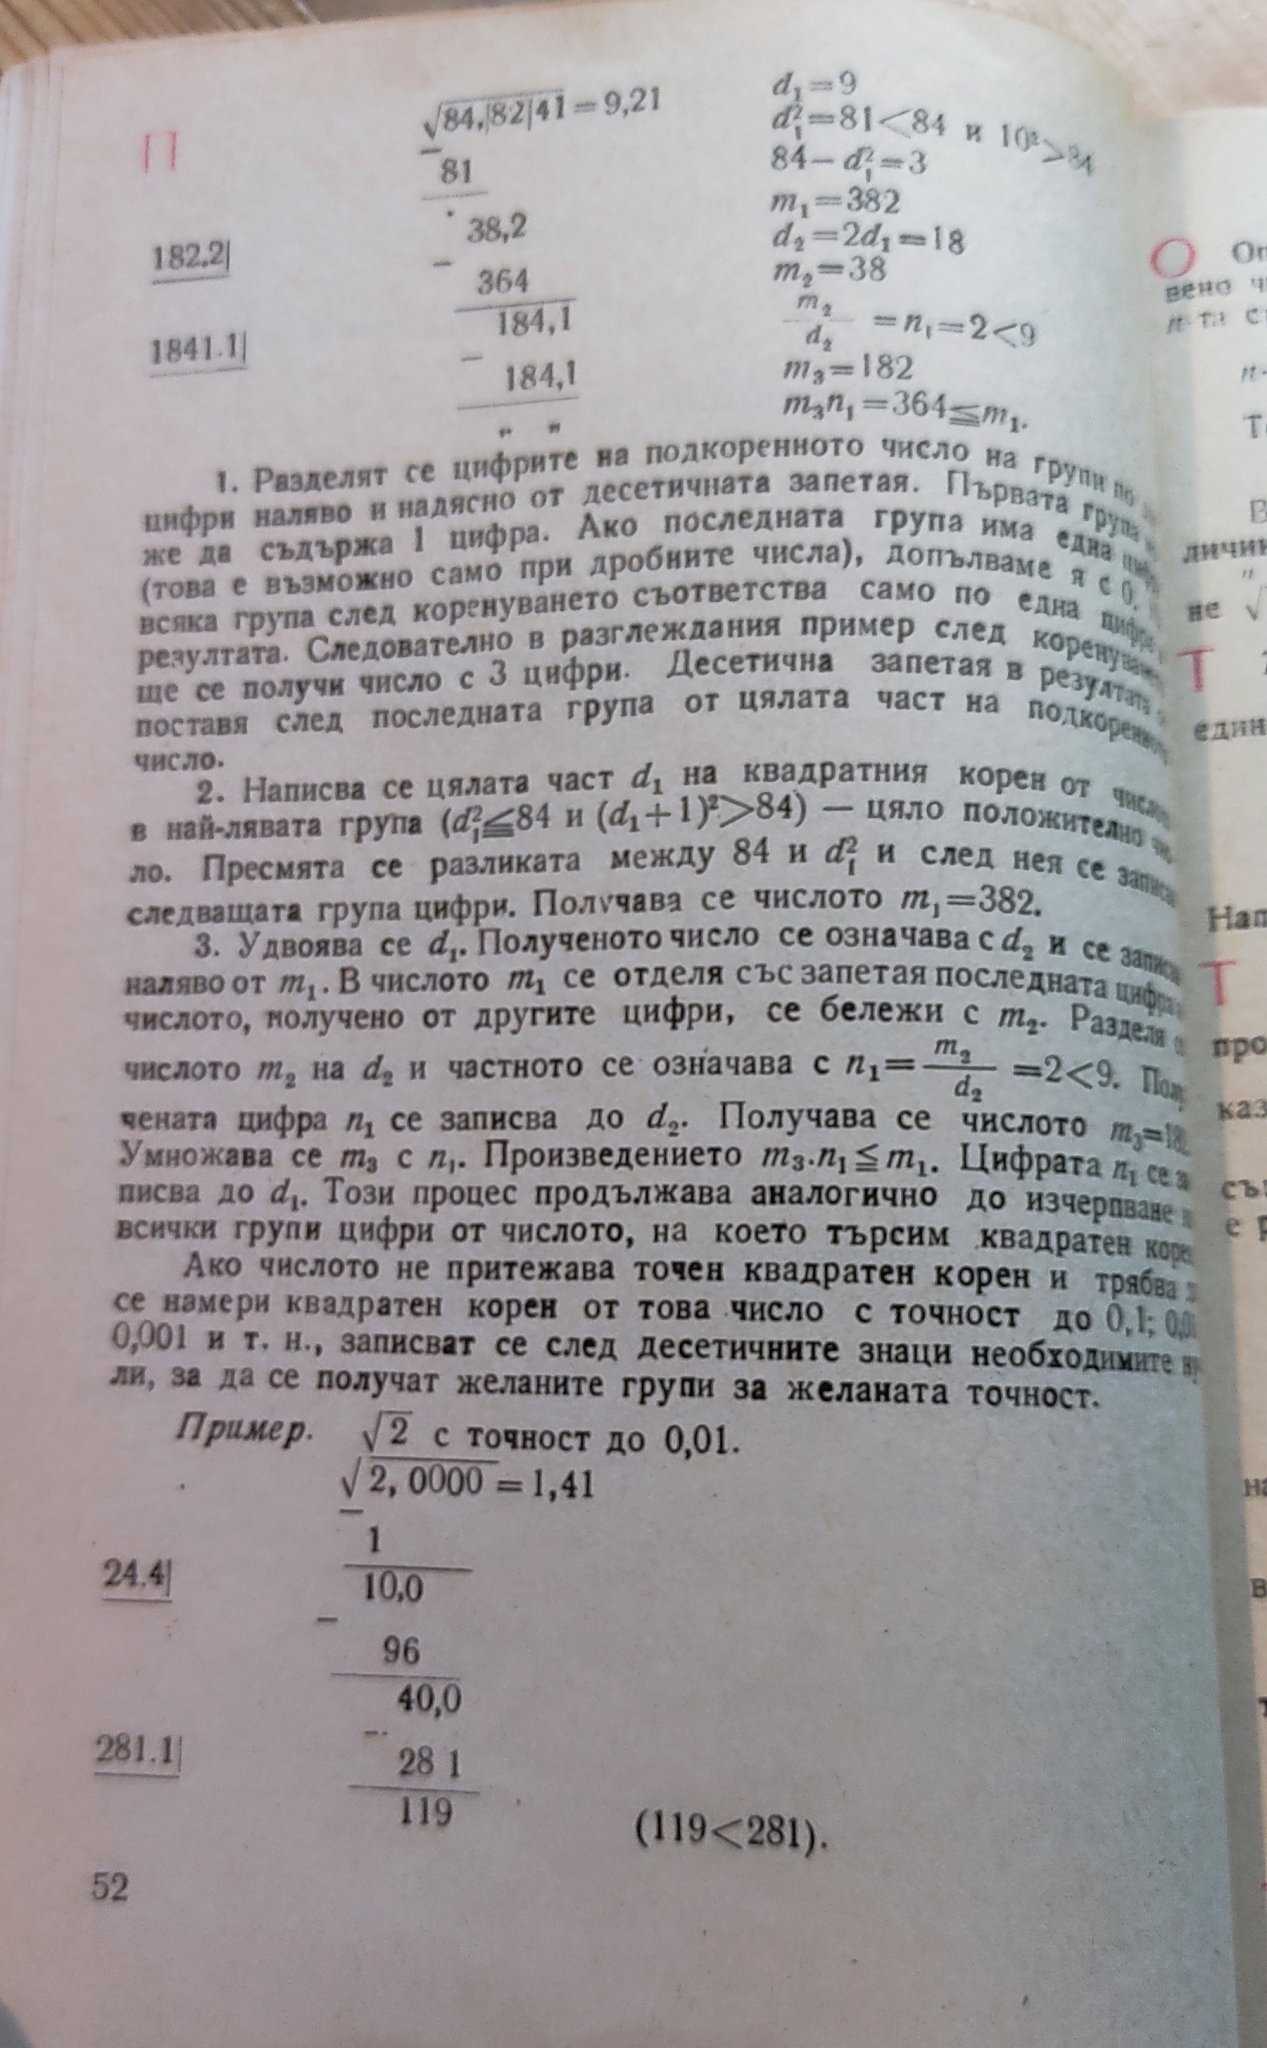 П
√84,|82|41 = 9,21
d₁=9
d₁²=81<84 и 10²>84
81
84−d₁²=3
m₁=382
38,2
d₂=2d₁=18
182.2|
m₂=38
364
m₂/d₂ =n₁=2<9
184,1
1841.1|
m₃=182
184,1
m₃n₁=364≦m₁.
" "
1. Разделят се цифрите на подкоренното число на групи по
цифри наляво и надясно от десетичната запетая. Първата група
же да съдържа 1 цифра. Ако последната група има една
(това е възможно само при дробните числа), допълваме я с 0.
всяка група след коренуването съответства само по една цифра
резултата. Следователно в разглеждания пример след
ще се получи число с 3 цифри. Десетична запетая в резултата
поставя след последната група от цялата част на
число.
2. Написва се цялата част d₁ на квадратния корен от
в най-лявата група (d₁²≦84 и (d₁+1)²>84) — цяло положително
ло. Пресмята се разликата между 84 и d₁² и след нея се
следващата група цифри. Получава се числото m₁=382.
3. Удвоява се d₁. Полученото число се означава с d₂ и се
наляво от m₁. В числото m₁ се отделя със запетая последната цифра
числото, получено от другите цифри, се бележи с m₂. Разделя
числото m₂ на d₂ и частното се означава с n₁= m₂/d₂ =2<9. Полу
чената цифра n₁ се записва до d₂. Получава се числото m₃=
Умножава се m₃ с n₁. Произведението m₃.n₁≦m₁. Цифрата n₁ се за
писва до d₁. Този процес продължава аналогично до изчерпване
всички групи цифри от числото, на което търсим квадратен
Ако числото не притежава точен квадратен корен и трябва
се намери квадратен корен от това число с точност до 0,1;
0,001 и т. н., записват се след десетичните знаци необходимите ну
ли, за да се получат желаните групи за желаната точност.
Пример. √2 с точност до 0,01.
√2,0000 = 1,41
1
24.4|
10,0
96
40,0
281.1|
28 1
119
(119<281).
52
О
вено
n-та
n-
Т
не
Т
един
Т
про
каз